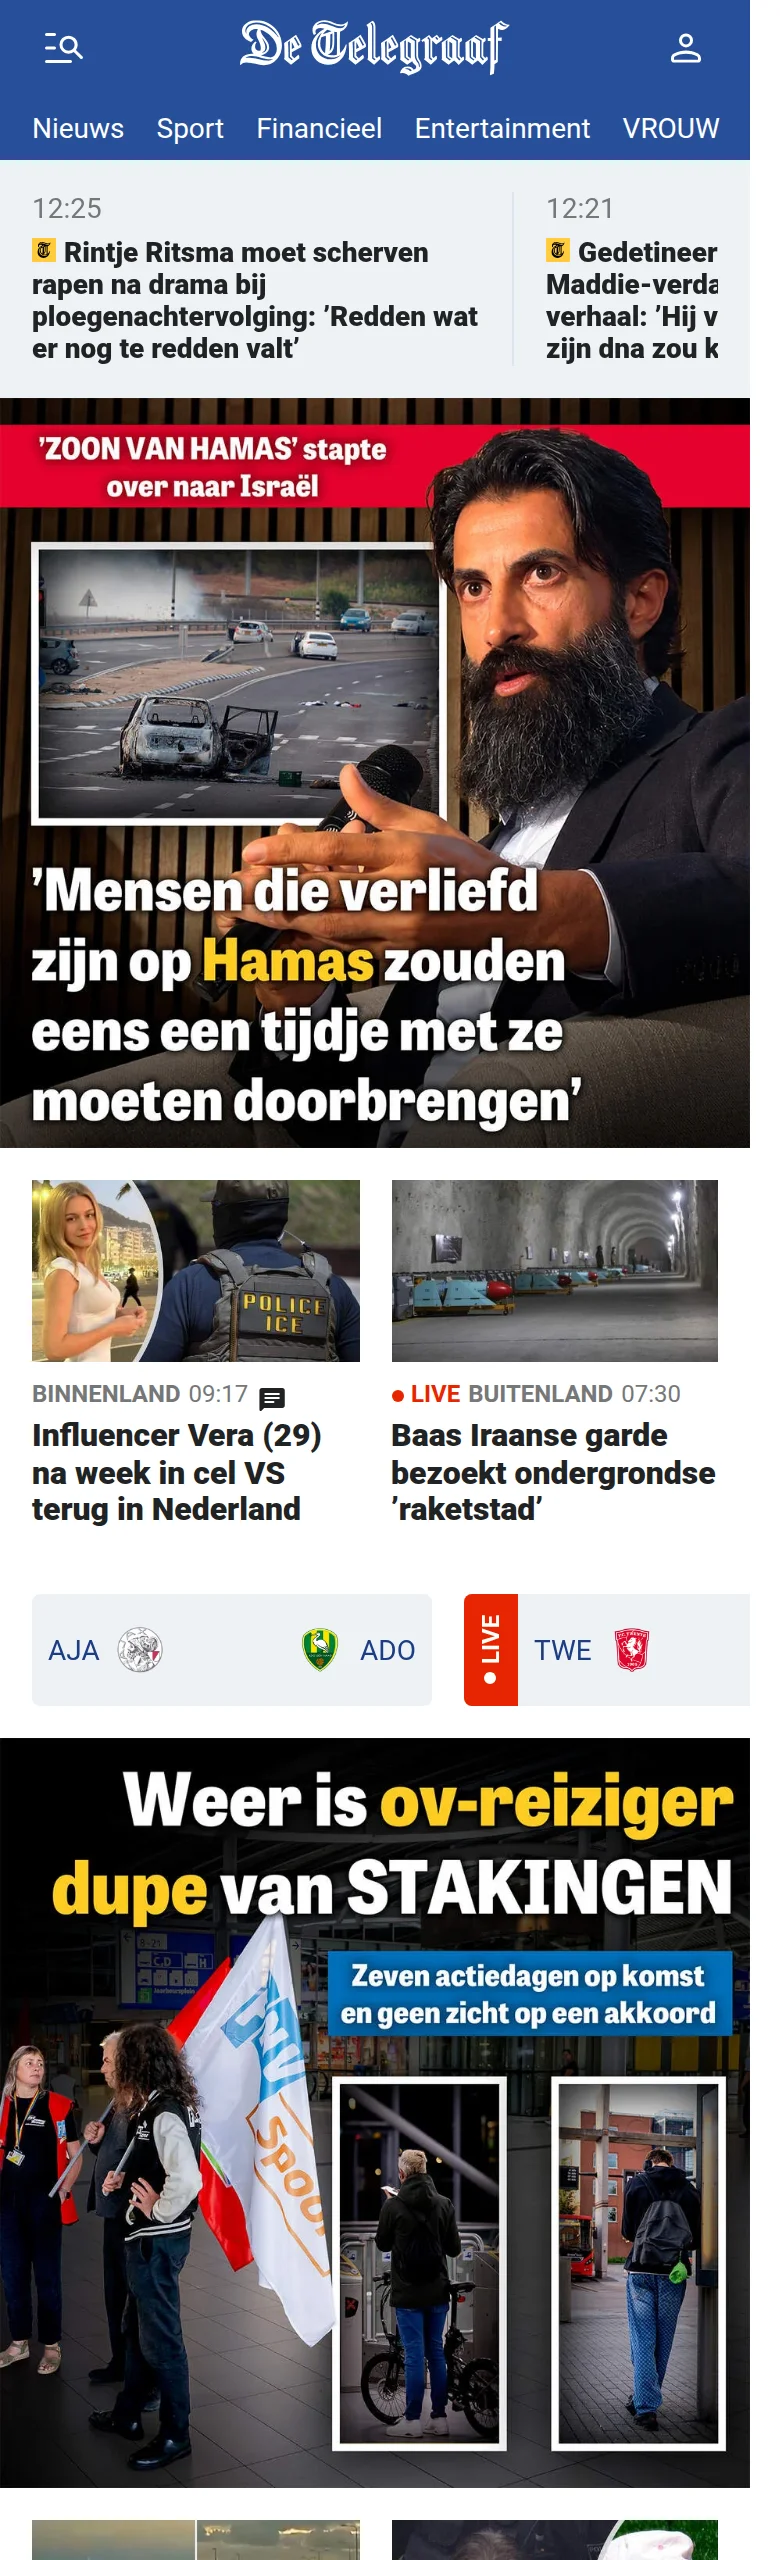 De Telegraaf
Nieuws Sport Financieel Entertainment VROUW
12:25
Rintje Ritsma moet scherven
rapen na drama bij
ploegenachtervolging: ’Redden wat
er nog te redden valt’
12:21
Gedetineer
Maddie-verda
verhaal: ’Hij v
zijn dna zou k
’ZOON VAN HAMAS’ stapte
over naar Israël
’Mensen die verliefd
zijn op Hamas zouden
eens een tijdje met ze
moeten doorbrengen’
POLICE
ICE
BINNENLAND 09:17
Influencer Vera (29)
na week in cel VS
terug in Nederland
LIVE BUITENLAND 07:30
Baas Iraanse garde
bezoekt ondergrondse
’raketstad’
AJA ADO
LIVE
TWE
Weer is ov-reiziger
dupe van STAKINGEN
Zeven actiedagen op komst
en geen zicht op een akkoord
8-21
C,D
H
FNV
Spoor